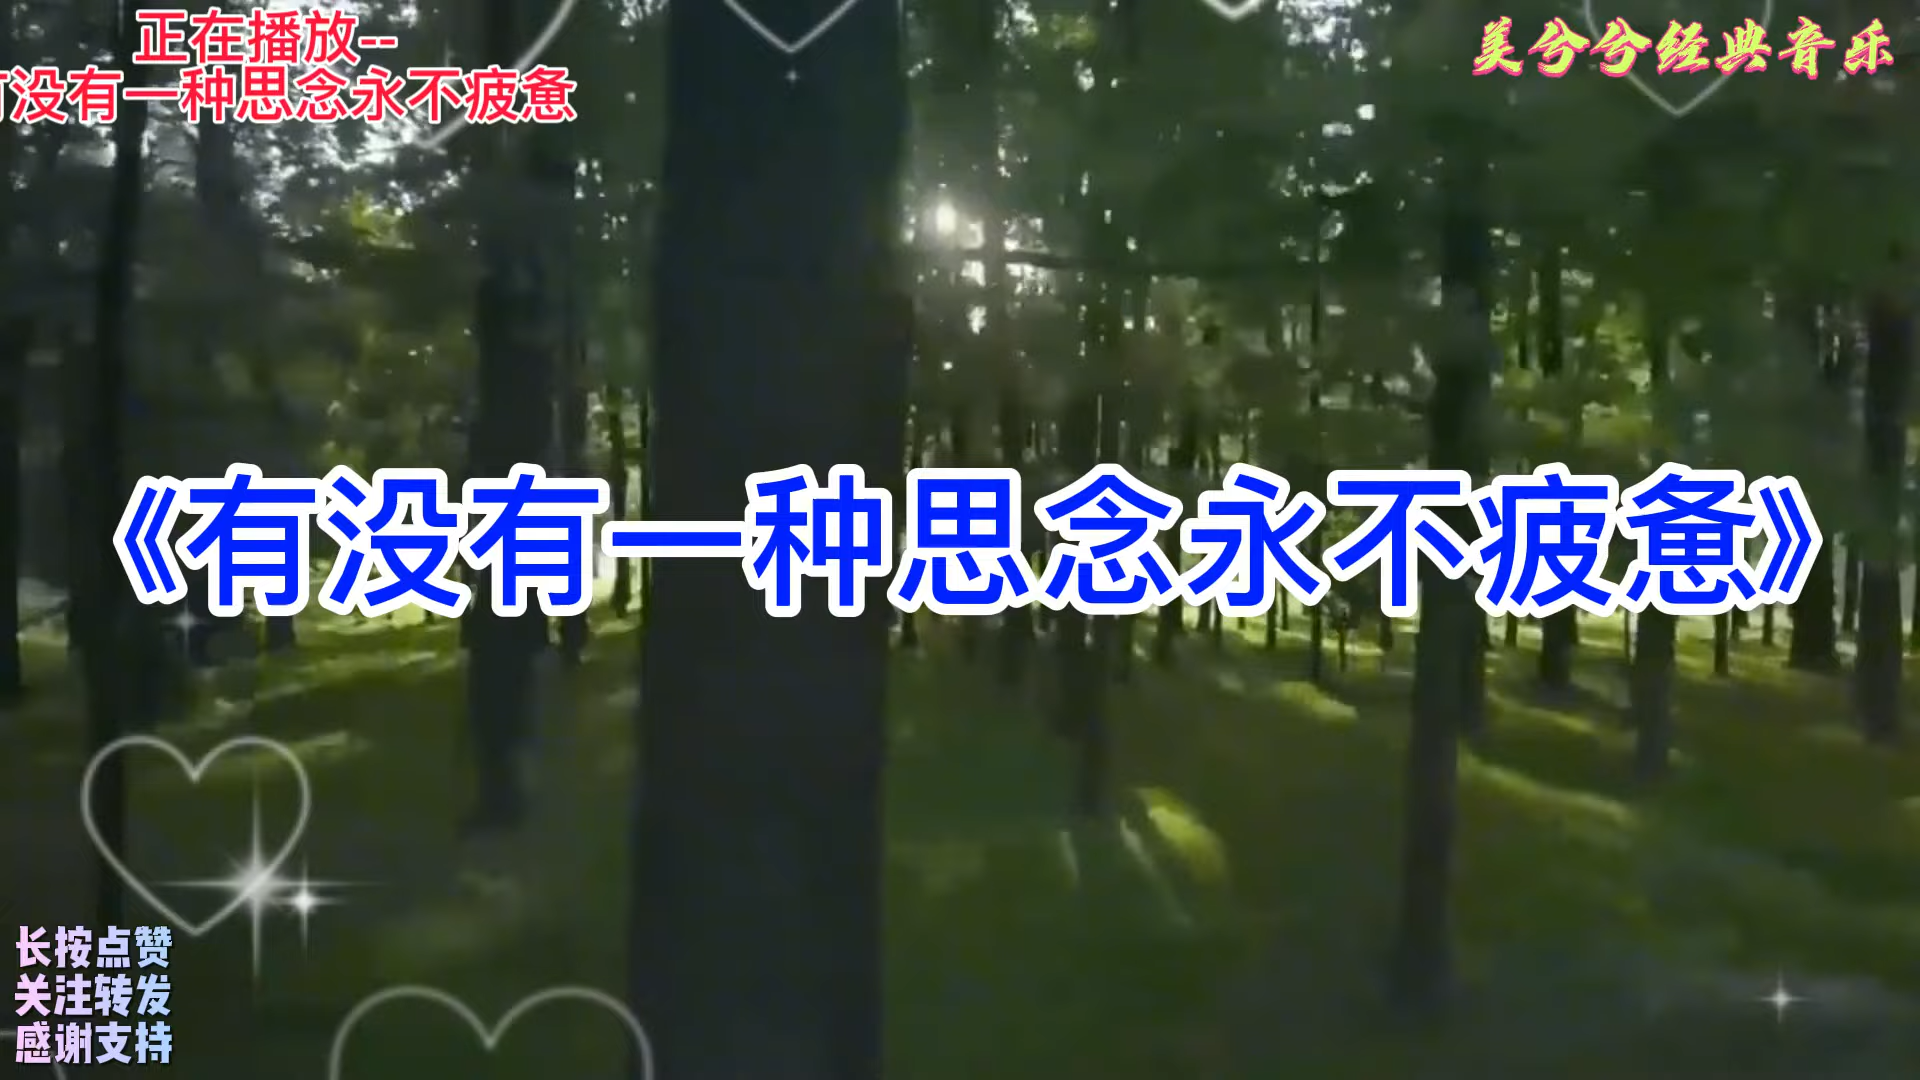 正在播放--
有没有一种思念永不疲惫
美兮兮经典音乐
《有没有一种思念永不疲惫》
长按点赞
关注转发
感谢支持